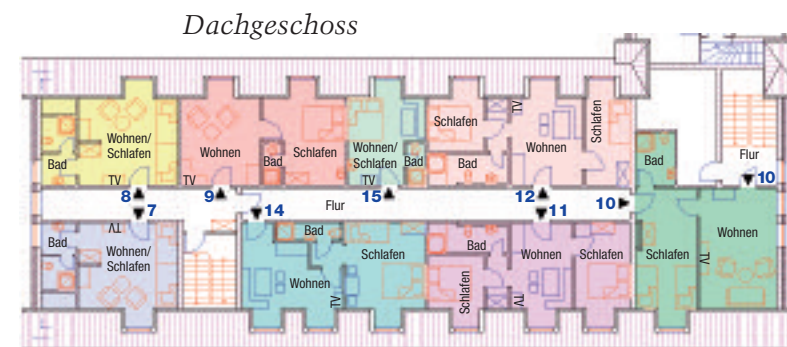 Dachgeschoss
Schlafen
TV
Schlafen
Wohnen/
Schlafen
Wohnen/
Schlafen
Wohnen
Schlafen
Wohnen
Bad
Bad
Bad
Bad
Bad
Flur
TV
TV
TV
10
8
9
15
12
7
14
Flur
11
10
TV
Bad
Wohnen/
Schlafen
Bad
Schlafen
Wohnen
TV
Bad
Schlafen
Wohnen
TV
Schlafen
Schlafen
TV
Wohnen